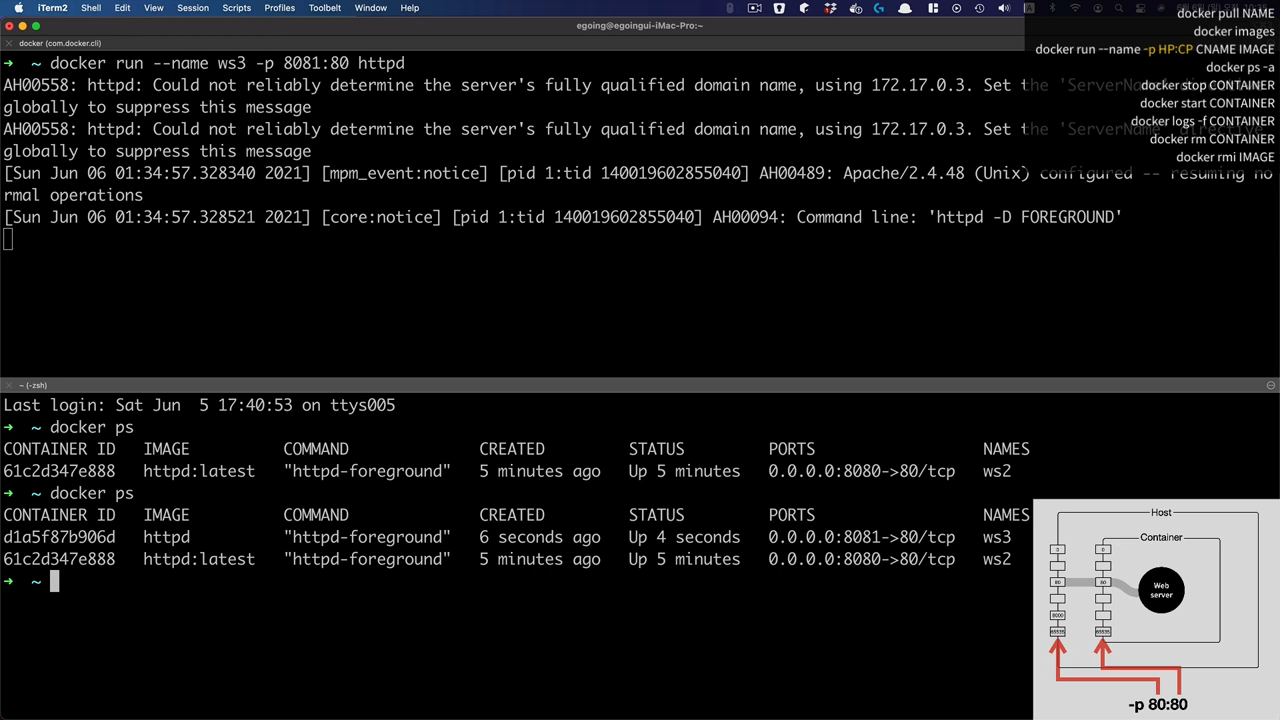 iTerm2 Shell Edit View Session Scripts Profiles Toolbelt Window Help
egoing@egoingui-iMac-Pro:~
docker (com.docker.cli)
docker pull NAME
docker images
docker run --name -p HP:CP CNAME IMAGE
docker ps -a
docker stop CONTAINER
docker start CONTAINER
docker logs -f CONTAINER
docker rm CONTAINER
docker rmi IMAGE
➜ ~ docker run --name ws3 -p 8081:80 httpd
AH00558: httpd: Could not reliably determine the server's fully qualified domain name, using 172.17.0.3. Set the 'ServerName' directive
globally to suppress this message
AH00558: httpd: Could not reliably determine the server's fully qualified domain name, using 172.17.0.3. Set the 'ServerName' directive
globally to suppress this message
[Sun Jun 06 01:34:57.328340 2021] [mpm_event:notice] [pid 1:tid 140019602855040] AH00489: Apache/2.4.48 (Unix) configured -- resuming no
rmal operations
[Sun Jun 06 01:34:57.328521 2021] [core:notice] [pid 1:tid 140019602855040] AH00094: Command line: 'httpd -D FOREGROUND'
~ (-zsh)
Last login: Sat Jun  5 17:40:53 on ttys005
➜ ~ docker ps
CONTAINER ID IMAGE COMMAND CREATED STATUS PORTS NAMES
61c2d347e888 httpd:latest "httpd-foreground" 5 minutes ago Up 5 minutes 0.0.0.0:8080->80/tcp ws2
➜ ~ docker ps
CONTAINER ID IMAGE COMMAND CREATED STATUS PORTS NAMES
d1a5f87b906d httpd "httpd-foreground" 6 seconds ago Up 4 seconds 0.0.0.0:8081->80/tcp ws3
61c2d347e888 httpd:latest "httpd-foreground" 5 minutes ago Up 5 minutes 0.0.0.0:8080->80/tcp ws2
➜ ~
Host
Container
0 0
80 80
Web
server
8000
65535 65535
-p 80:80